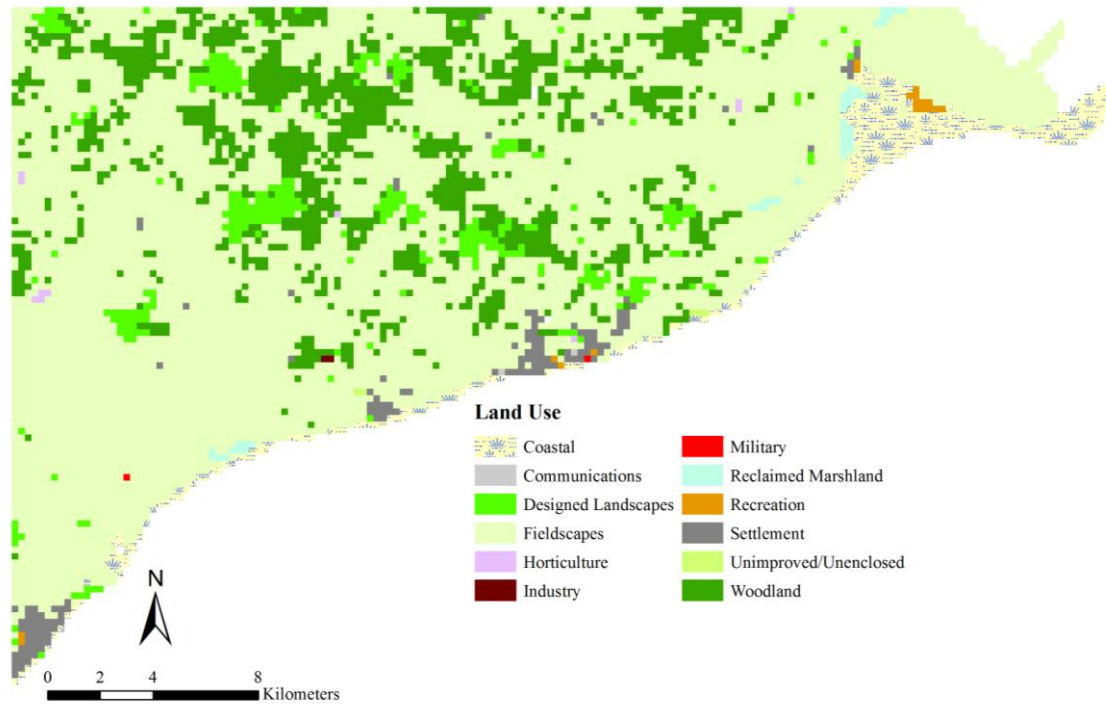 Land Use
Coastal
Communications
Designed Landscapes
Fieldscapes
Horticulture
Industry
Military
Reclaimed Marshland
Recreation
Settlement
Unimproved/Unenclosed
Woodland
N
0 2 4 8
Kilometers